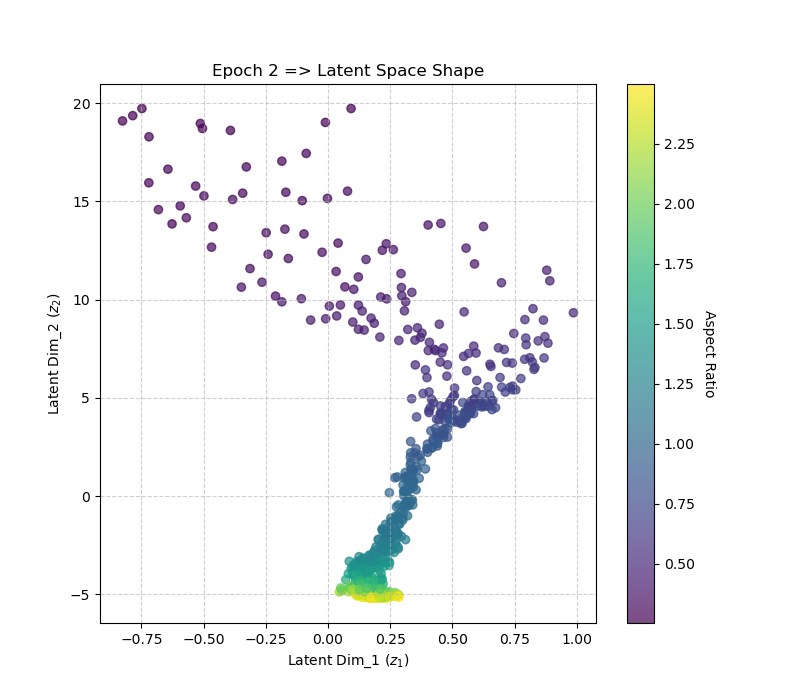 Epoch 2 => Latent Space Shape
20
15
10
5
0
−5
Latent Dim_2 (z₂)
−0.75 −0.50 −0.25 0.00 0.25 0.50 0.75 1.00
Latent Dim_1 (z₁)
2.25
2.00
1.75
1.50
1.25
1.00
0.75
0.50
Aspect Ratio